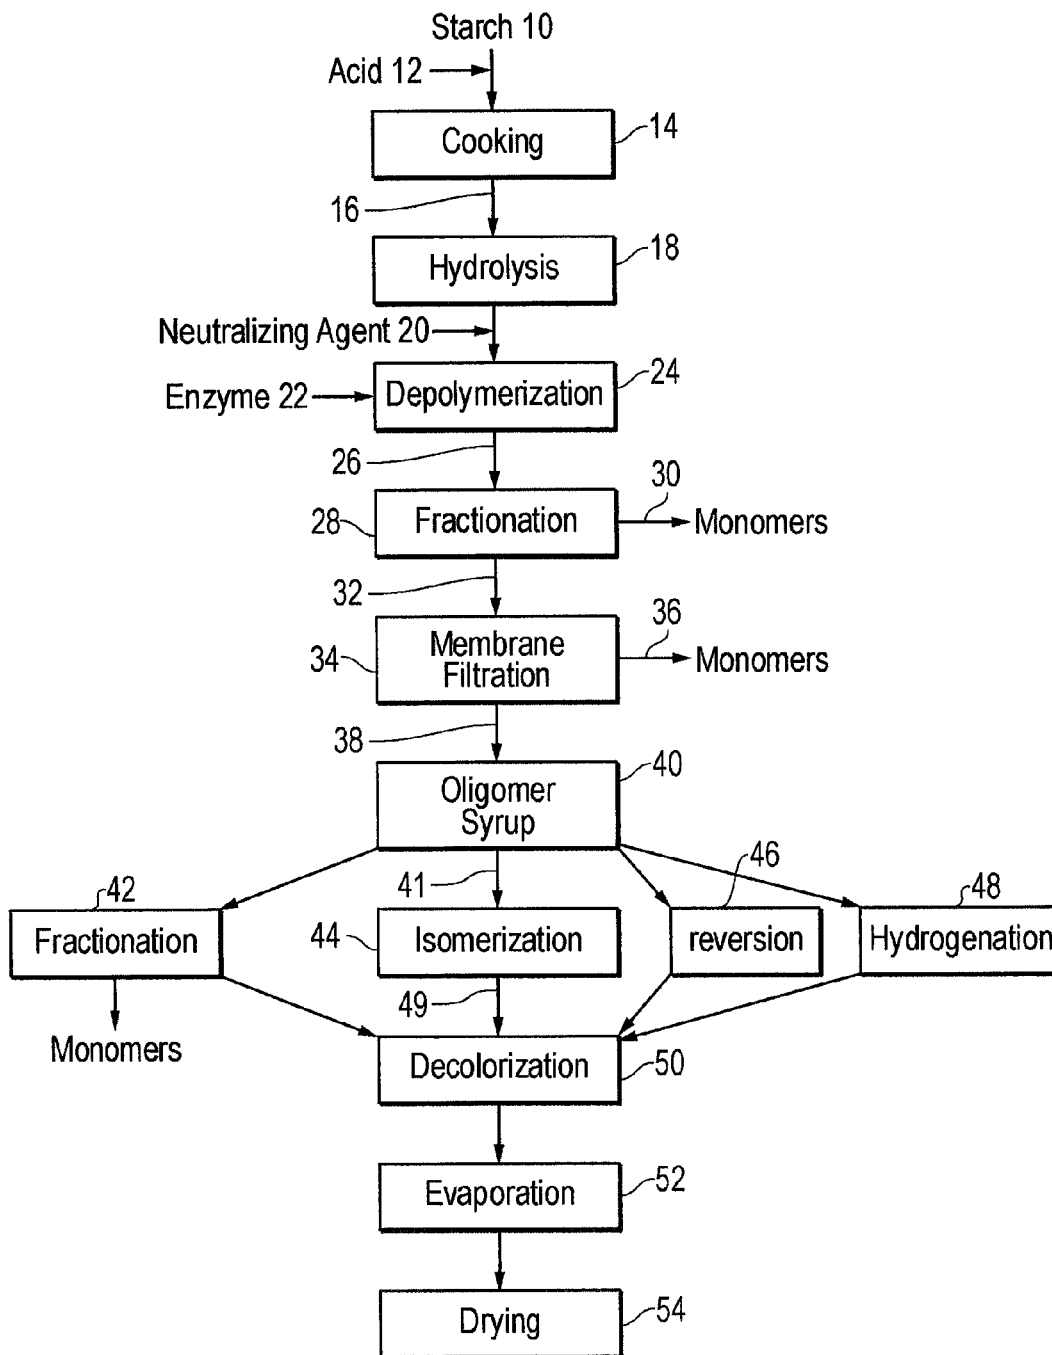 Starch 10
Acid 12
Cooking
14
16
Hydrolysis
18
Neutralizing Agent 20
Enzyme 22
Depolymerization
24
26
28
Fractionation
30
Monomers
32
34
Membrane
Filtration
36
Monomers
38
Oligomer
Syrup
40
42
41
46
48
Fractionation
44
Isomerization
reversion
Hydrogenation
49
Monomers
Decolorization
50
Evaporation
52
Drying
54